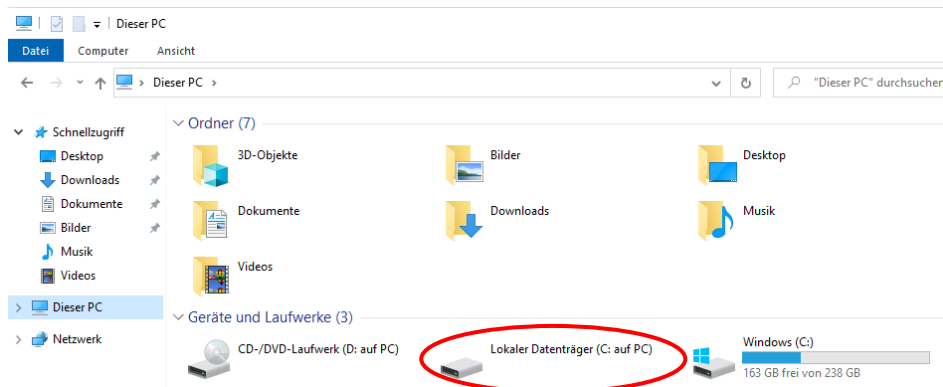 Dieser PC
Datei Computer Ansicht
Dieser PC "Dieser PC" durchsuchen
Schnellzugriff
Desktop
Downloads
Dokumente
Bilder
Musik
Videos
Dieser PC
Netzwerk
Ordner (7)
3D-Objekte Bilder Desktop
Dokumente Downloads Musik
Videos
Geräte und Laufwerke (3)
CD-/DVD-Laufwerk (D: auf PC) Lokaler Datenträger (C: auf PC) Windows (C:)
163 GB frei von 238 GB